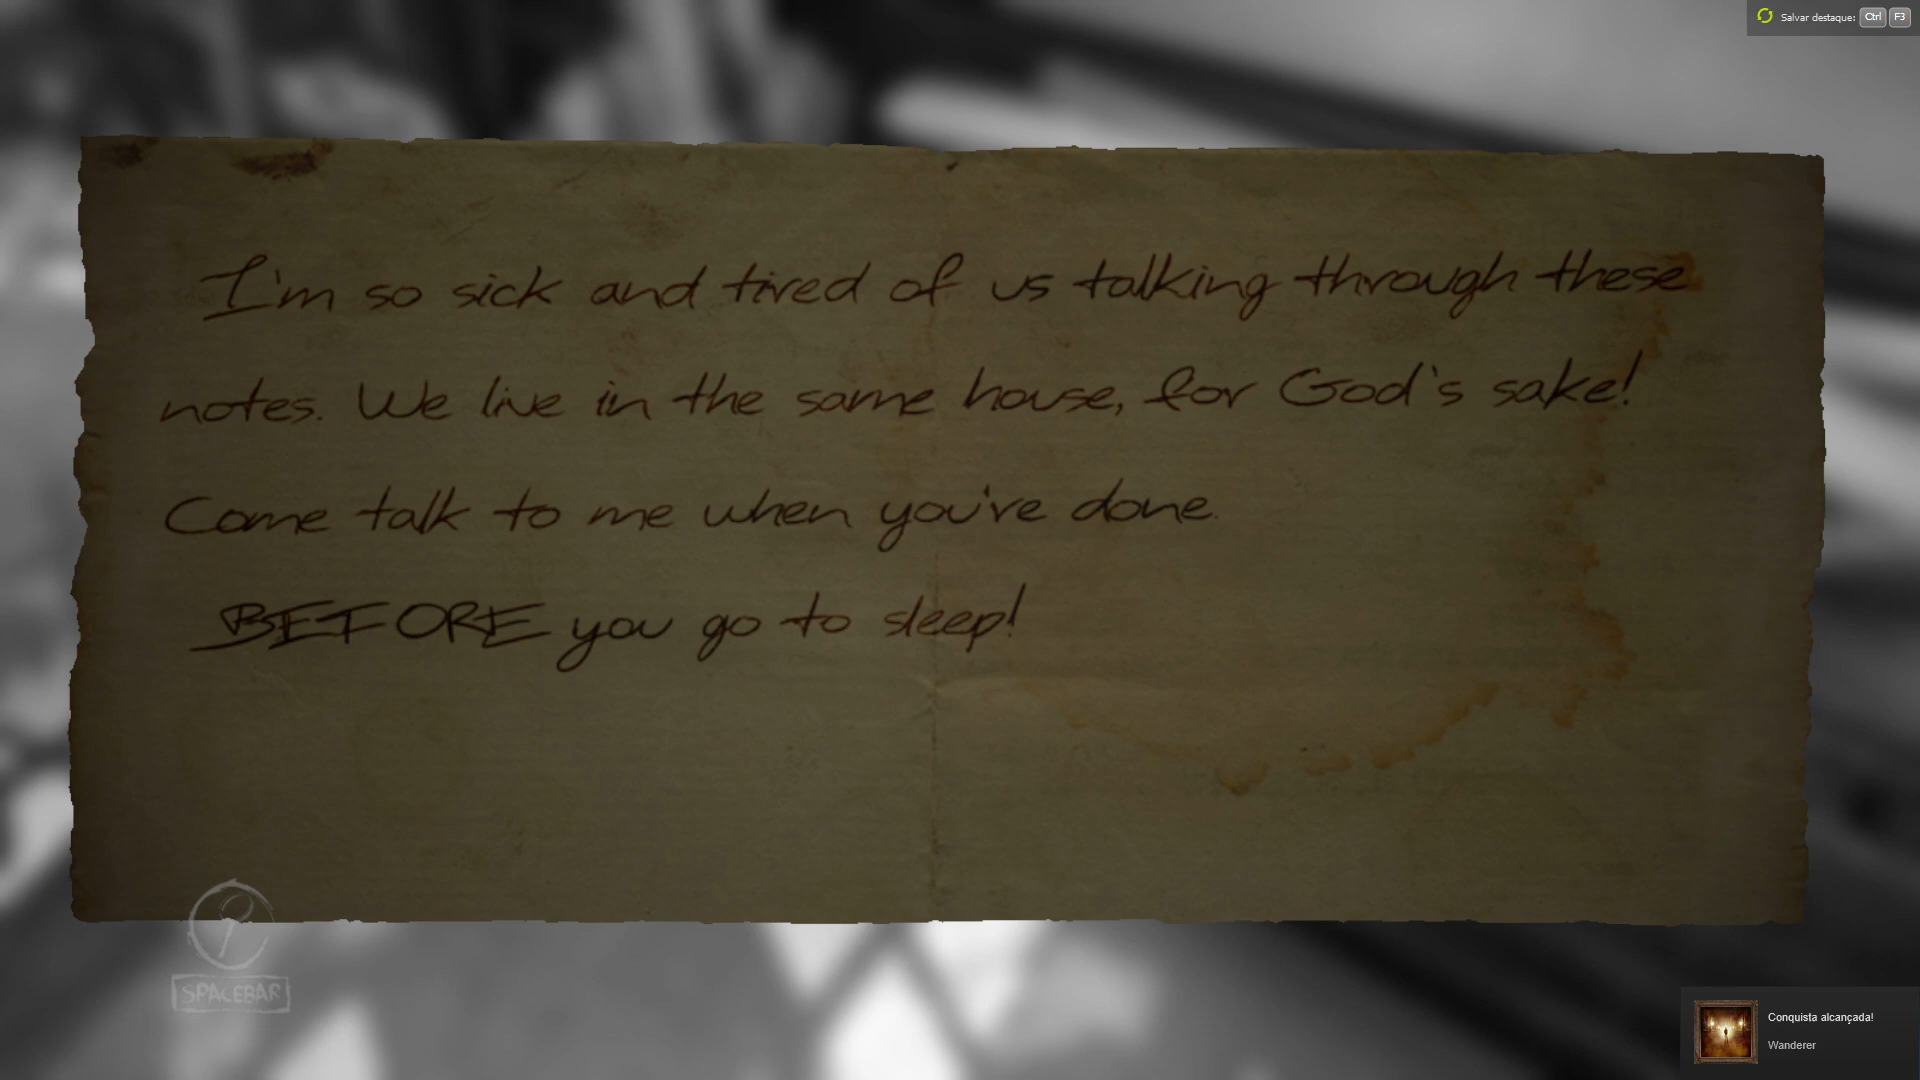 Salvar destaque: Ctrl F3
I'm so sick and tired of us talking through these
notes. We live in the same house, for God's sake!
Come talk to me when you've done.
BEFORE you go to sleep!
SPACEBAR
Conquista alcançada!
Wanderer